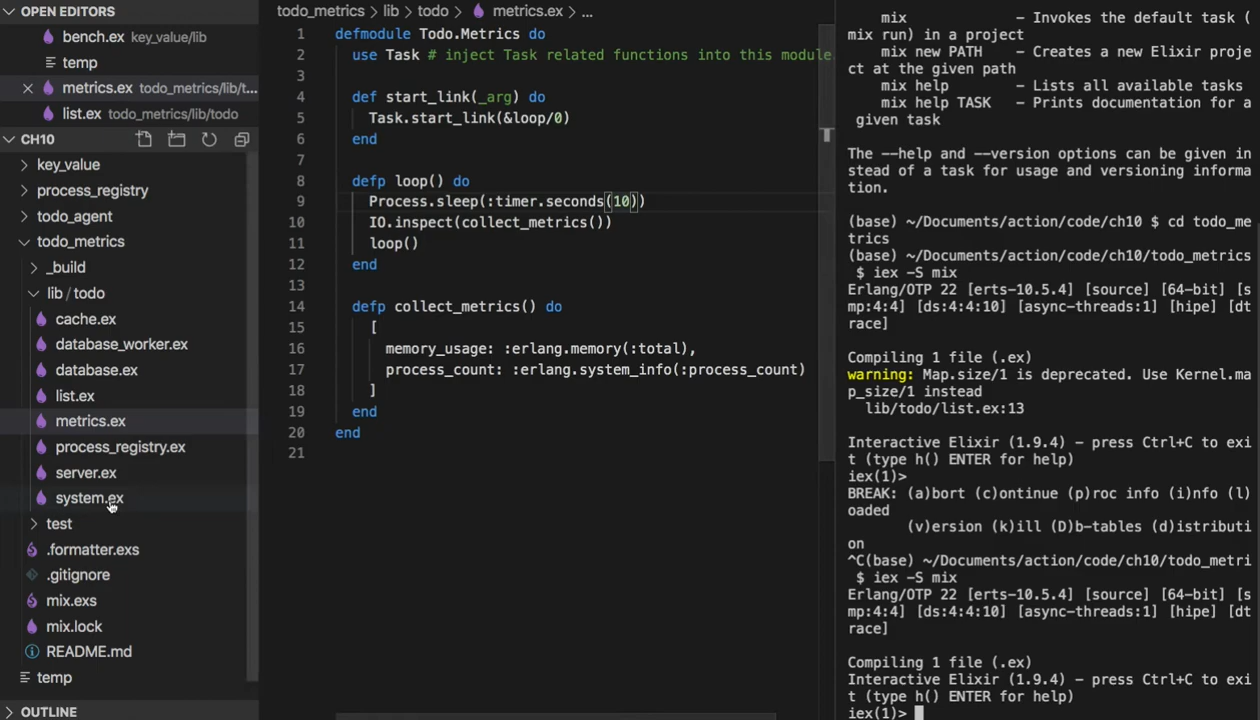 OPEN EDITORS
bench.ex key_value/lib
temp
metrics.ex todo_metrics/lib/t...
list.ex todo_metrics/lib/todo
CH10
key_value
process_registry
todo_agent
todo_metrics
_build
lib / todo
cache.ex
database_worker.ex
database.ex
list.ex
metrics.ex
process_registry.ex
server.ex
system.ex
test
.formatter.exs
.gitignore
mix.exs
mix.lock
README.md
temp
OUTLINE
todo_metrics > lib > todo > metrics.ex > ...
1 defmodule Todo.Metrics do
2 use Task # inject Task related functions into this module
3
4 def start_link(_arg) do
5 Task.start_link(&loop/0)
6 end
7
8 defp loop() do
9 Process.sleep(:timer.seconds(10))
10 IO.inspect(collect_metrics())
11 loop()
12 end
13
14 defp collect_metrics() do
15 [
16 memory_usage: :erlang.memory(:total),
17 process_count: :erlang.system_info(:process_count)
18 ]
19 end
20 end
21
mix – Invokes the default task (
mix run) in a project
mix new PATH – Creates a new Elixir proje
ct at the given path
mix help – Lists all available tasks
mix help TASK – Prints documentation for a
given task
The --help and --version options can be given in
stead of a task for usage and versioning informa
tion.
(base) ~/Documents/action/code/ch10 $ cd todo_me
trics
(base) ~/Documents/action/code/ch10/todo_metrics
$ iex -S mix
Erlang/OTP 22 [erts-10.5.4] [source] [64-bit] [s
mp:4:4] [ds:4:4:10] [async-threads:1] [hipe] [dt
race]
Compiling 1 file (.ex)
warning: Map.size/1 is deprecated. Use Kernel.ma
p_size/1 instead
lib/todo/list.ex:13
Interactive Elixir (1.9.4) – press Ctrl+C to exi
t (type h() ENTER for help)
iex(1)>
BREAK: (a)bort (c)ontinue (p)roc info (i)nfo (l)
oaded
(v)ersion (k)ill (D)b-tables (d)istributi
on
^C(base) ~/Documents/action/code/ch10/todo_metri
$ iex -S mix
Erlang/OTP 22 [erts-10.5.4] [source] [64-bit] [s
mp:4:4] [ds:4:4:10] [async-threads:1] [hipe] [dt
race]
Compiling 1 file (.ex)
Interactive Elixir (1.9.4) – press Ctrl+C to exi
t (type h() ENTER for help)
iex(1)>